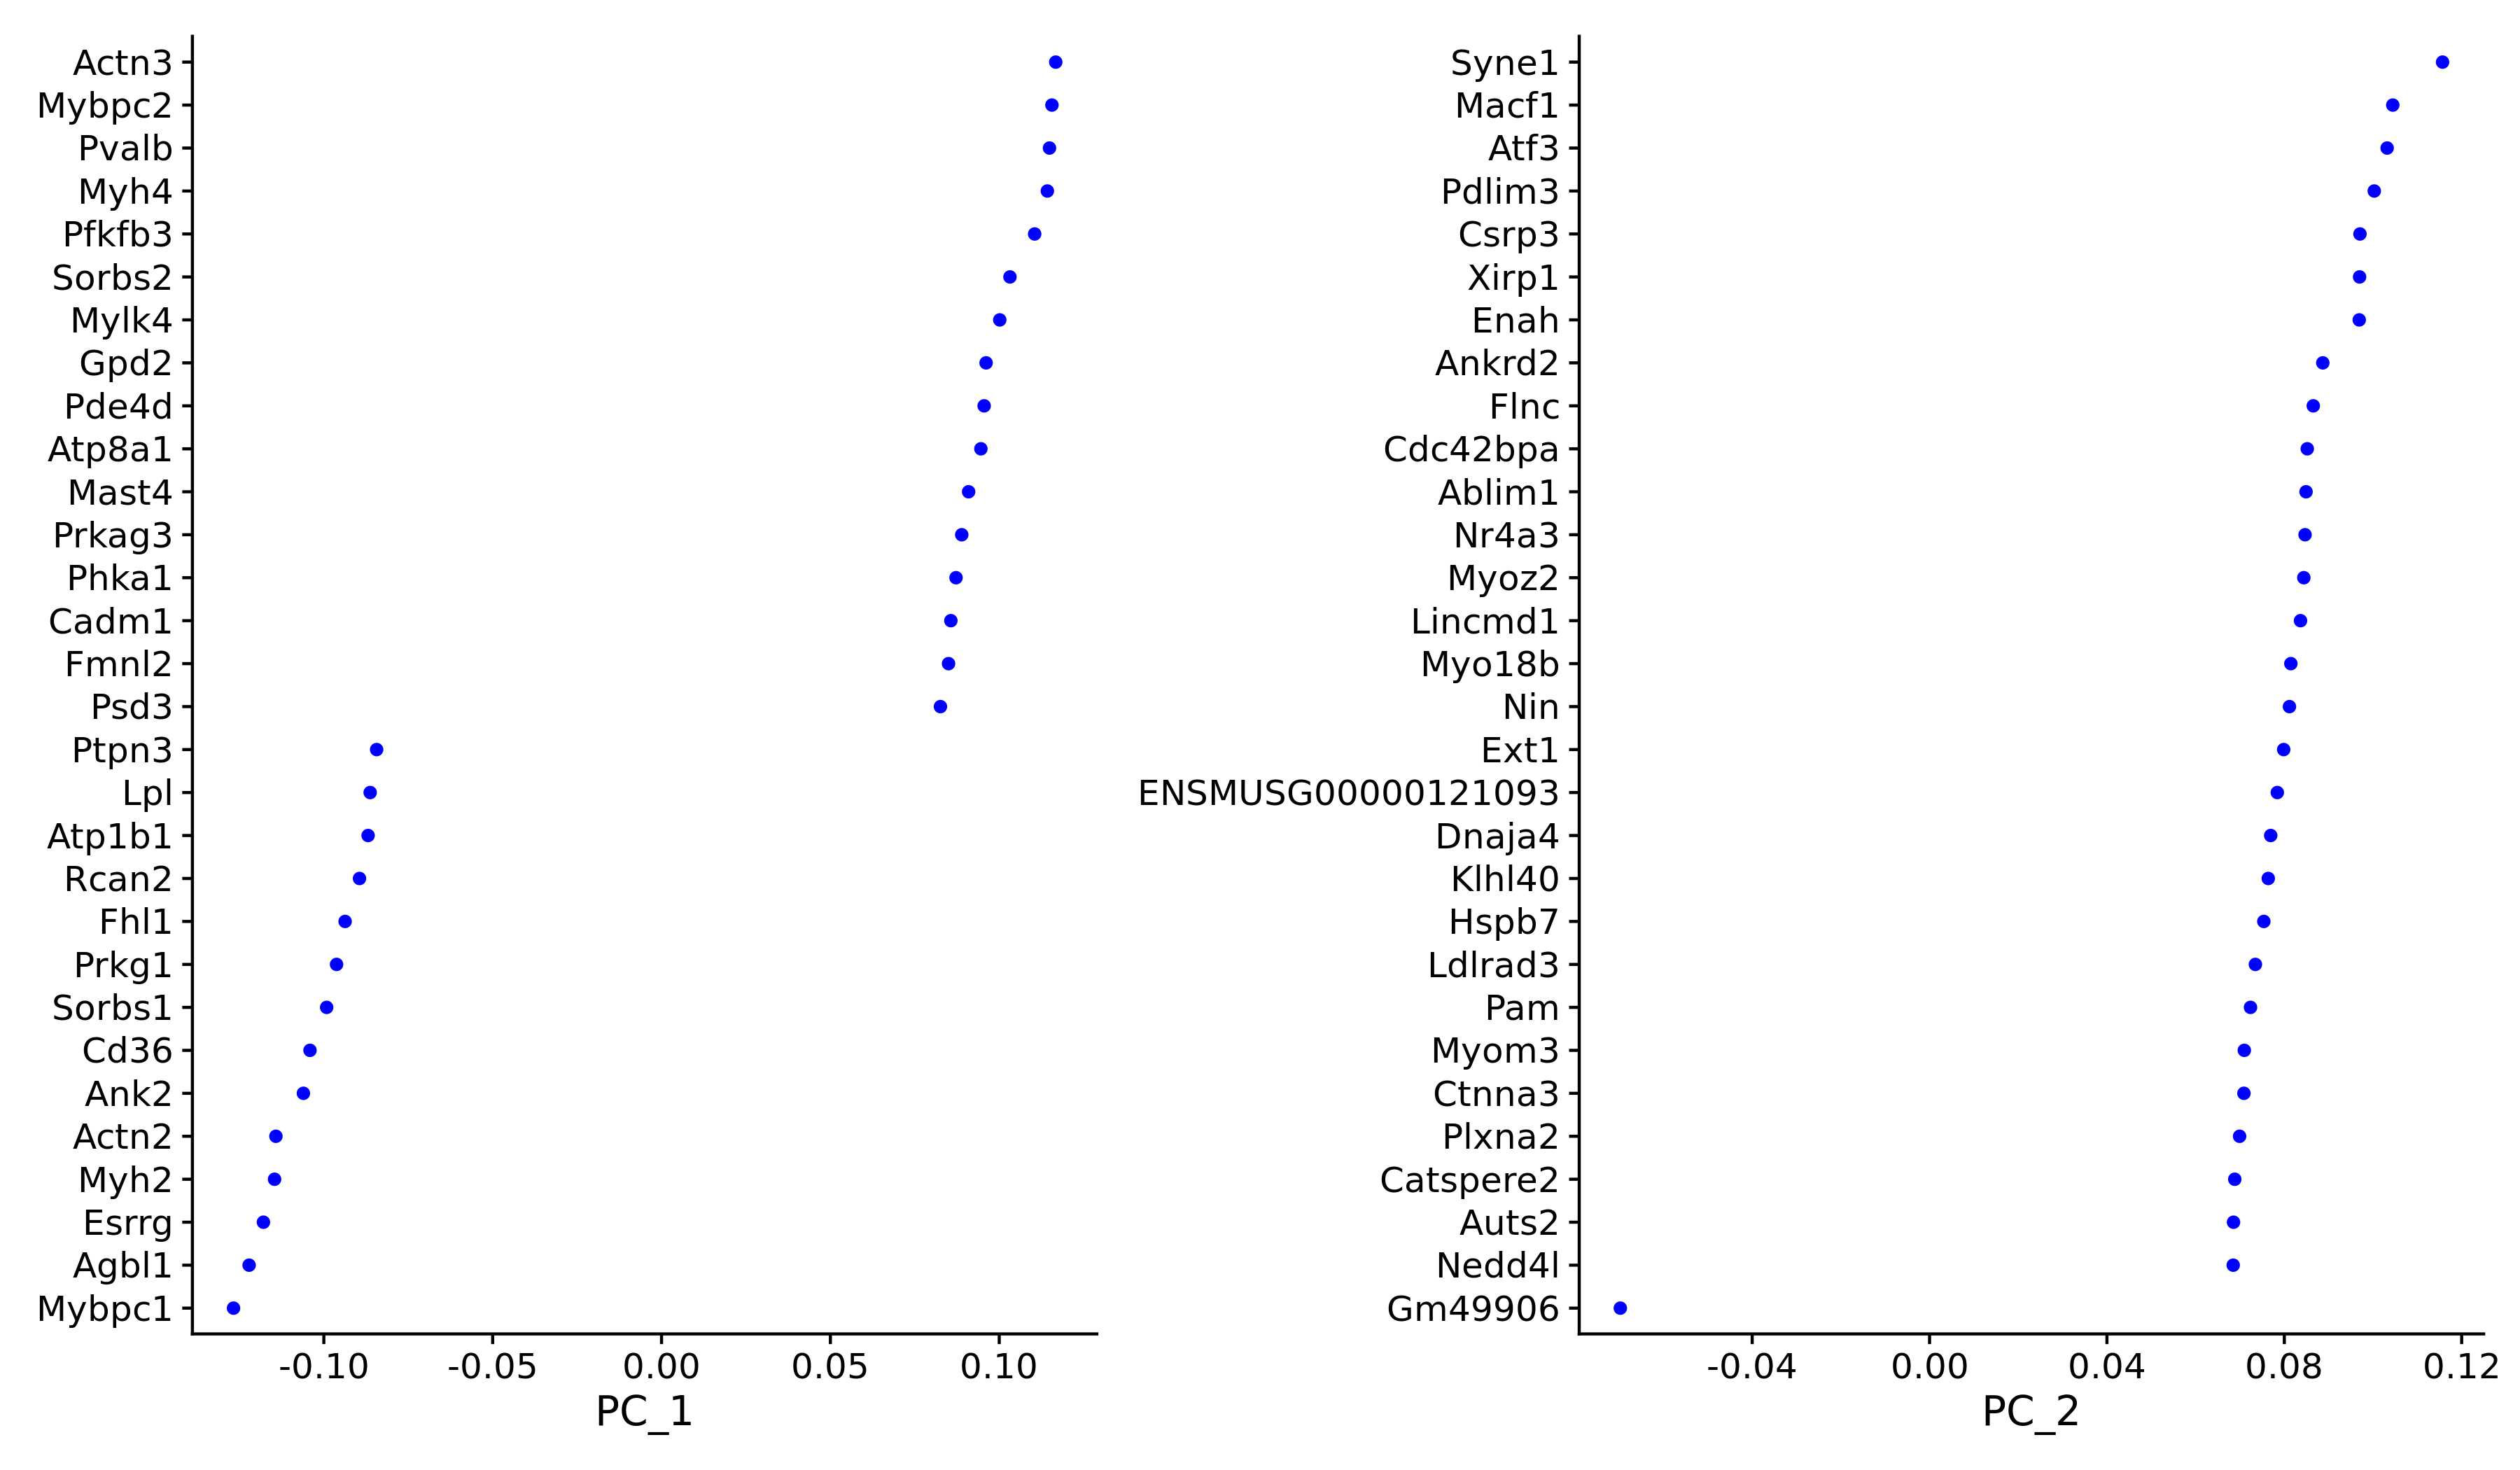 Actn3
Mybpc2
Pvalb
Myh4
Pfkfb3
Sorbs2
Mylk4
Gpd2
Pde4d
Atp8a1
Mast4
Prkag3
Phka1
Cadm1
Fmnl2
Psd3
Ptpn3
Lpl
Atp1b1
Rcan2
Fhl1
Prkg1
Sorbs1
Cd36
Ank2
Actn2
Myh2
Esrrg
Agbl1
Mybpc1
-0.10 -0.05 0.00 0.05 0.10
PC_1
Syne1
Macf1
Atf3
Pdlim3
Csrp3
Xirp1
Enah
Ankrd2
Flnc
Cdc42bpa
Ablim1
Nr4a3
Myoz2
Lincmd1
Myo18b
Nin
Ext1
ENSMUSG00000121093
Dnaja4
Klhl40
Hspb7
Ldlrad3
Pam
Myom3
Ctnna3
Plxna2
Catspere2
Auts2
Nedd4l
Gm49906
-0.04 0.00 0.04 0.08 0.12
PC_2